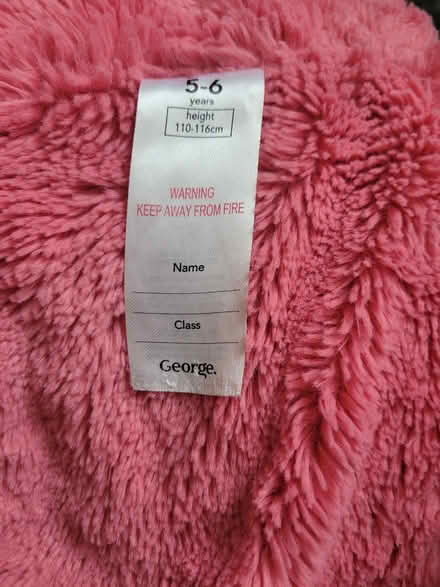 5-6
years
height
110-116cm
WARNING
KEEP AWAY FROM FIRE
Name
Class
George.